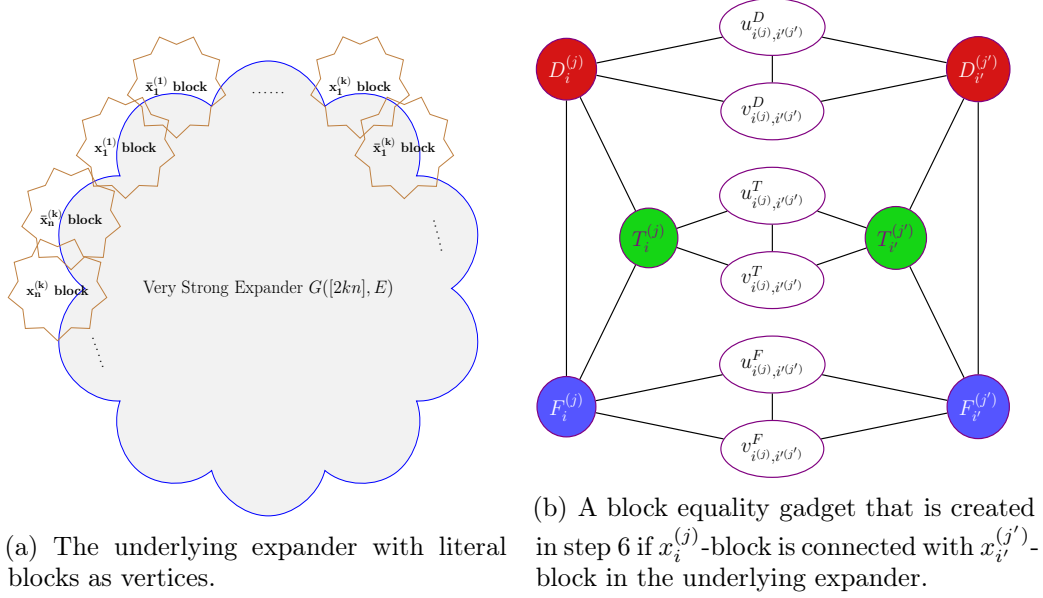 x̄₁⁽¹⁾ block
......
x₁⁽ᵏ⁾ block
x₁⁽¹⁾ block
x̄₁⁽ᵏ⁾ block
x̄ₙ⁽ᵏ⁾ block
......
xₙ⁽ᵏ⁾ block
Very Strong Expander G([2kn], E)
......
(a) The underlying expander with literal
blocks as vertices.
u^D_{i^{(j)},i'^{(j')}}
D_i^{(j)}
D_{i'}^{(j')}
v^D_{i^{(j)},i'^{(j')}}
u^T_{i^{(j)},i'^{(j')}}
T_i^{(j)}
T_{i'}^{(j')}
v^T_{i^{(j)},i'^{(j')}}
u^F_{i^{(j)},i'^{(j')}}
F_i^{(j)}
F_{i'}^{(j')}
v^F_{i^{(j)},i'^{(j')}}
(b) A block equality gadget that is created
in step 6 if x_i^{(j)}-block is connected with x_{i'}^{(j')}-
block in the underlying expander.